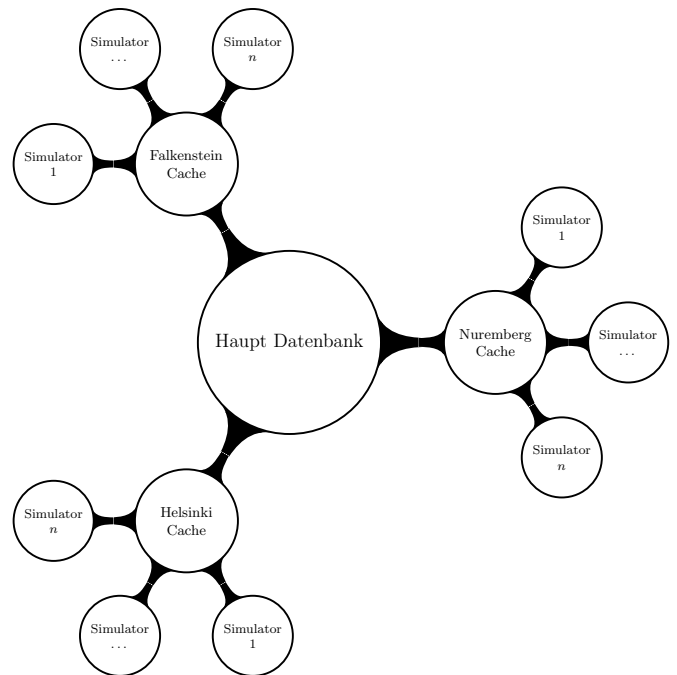 Simulator
...
Simulator
n
Simulator
1
Falkenstein
Cache
Simulator
1
Haupt Datenbank
Nuremberg
Cache
Simulator
...
Simulator
n
Simulator
n
Helsinki
Cache
Simulator
...
Simulator
1